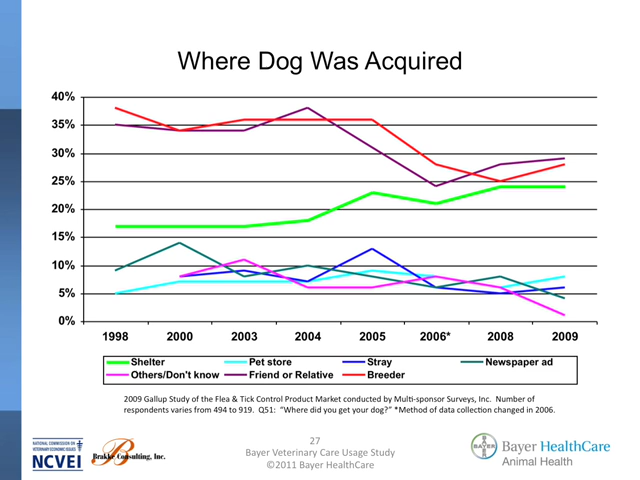 Where Dog Was Acquired
40%
35%
30%
25%
20%
15%
10%
5%
0%
1998 2000 2003 2004 2005 2006* 2008 2009
Shelter Pet store Stray Newspaper ad
Others/Don't know Friend or Relative Breeder
2009 Gallup Study of the Flea & Tick Control Product Market conducted by Multi-sponsor Surveys, Inc. Number of
respondents varies from 494 to 919. Q51: “Where did you get your dog?” *Method of data collection changed in 2006.
NATIONAL COMMISSION ON
VETERINARY ECONOMIC ISSUES
NCVEI
Brakke Consulting, Inc.
27
Bayer Veterinary Care Usage Study
©2011 Bayer HealthCare
BAYER
Bayer HealthCare
Animal Health